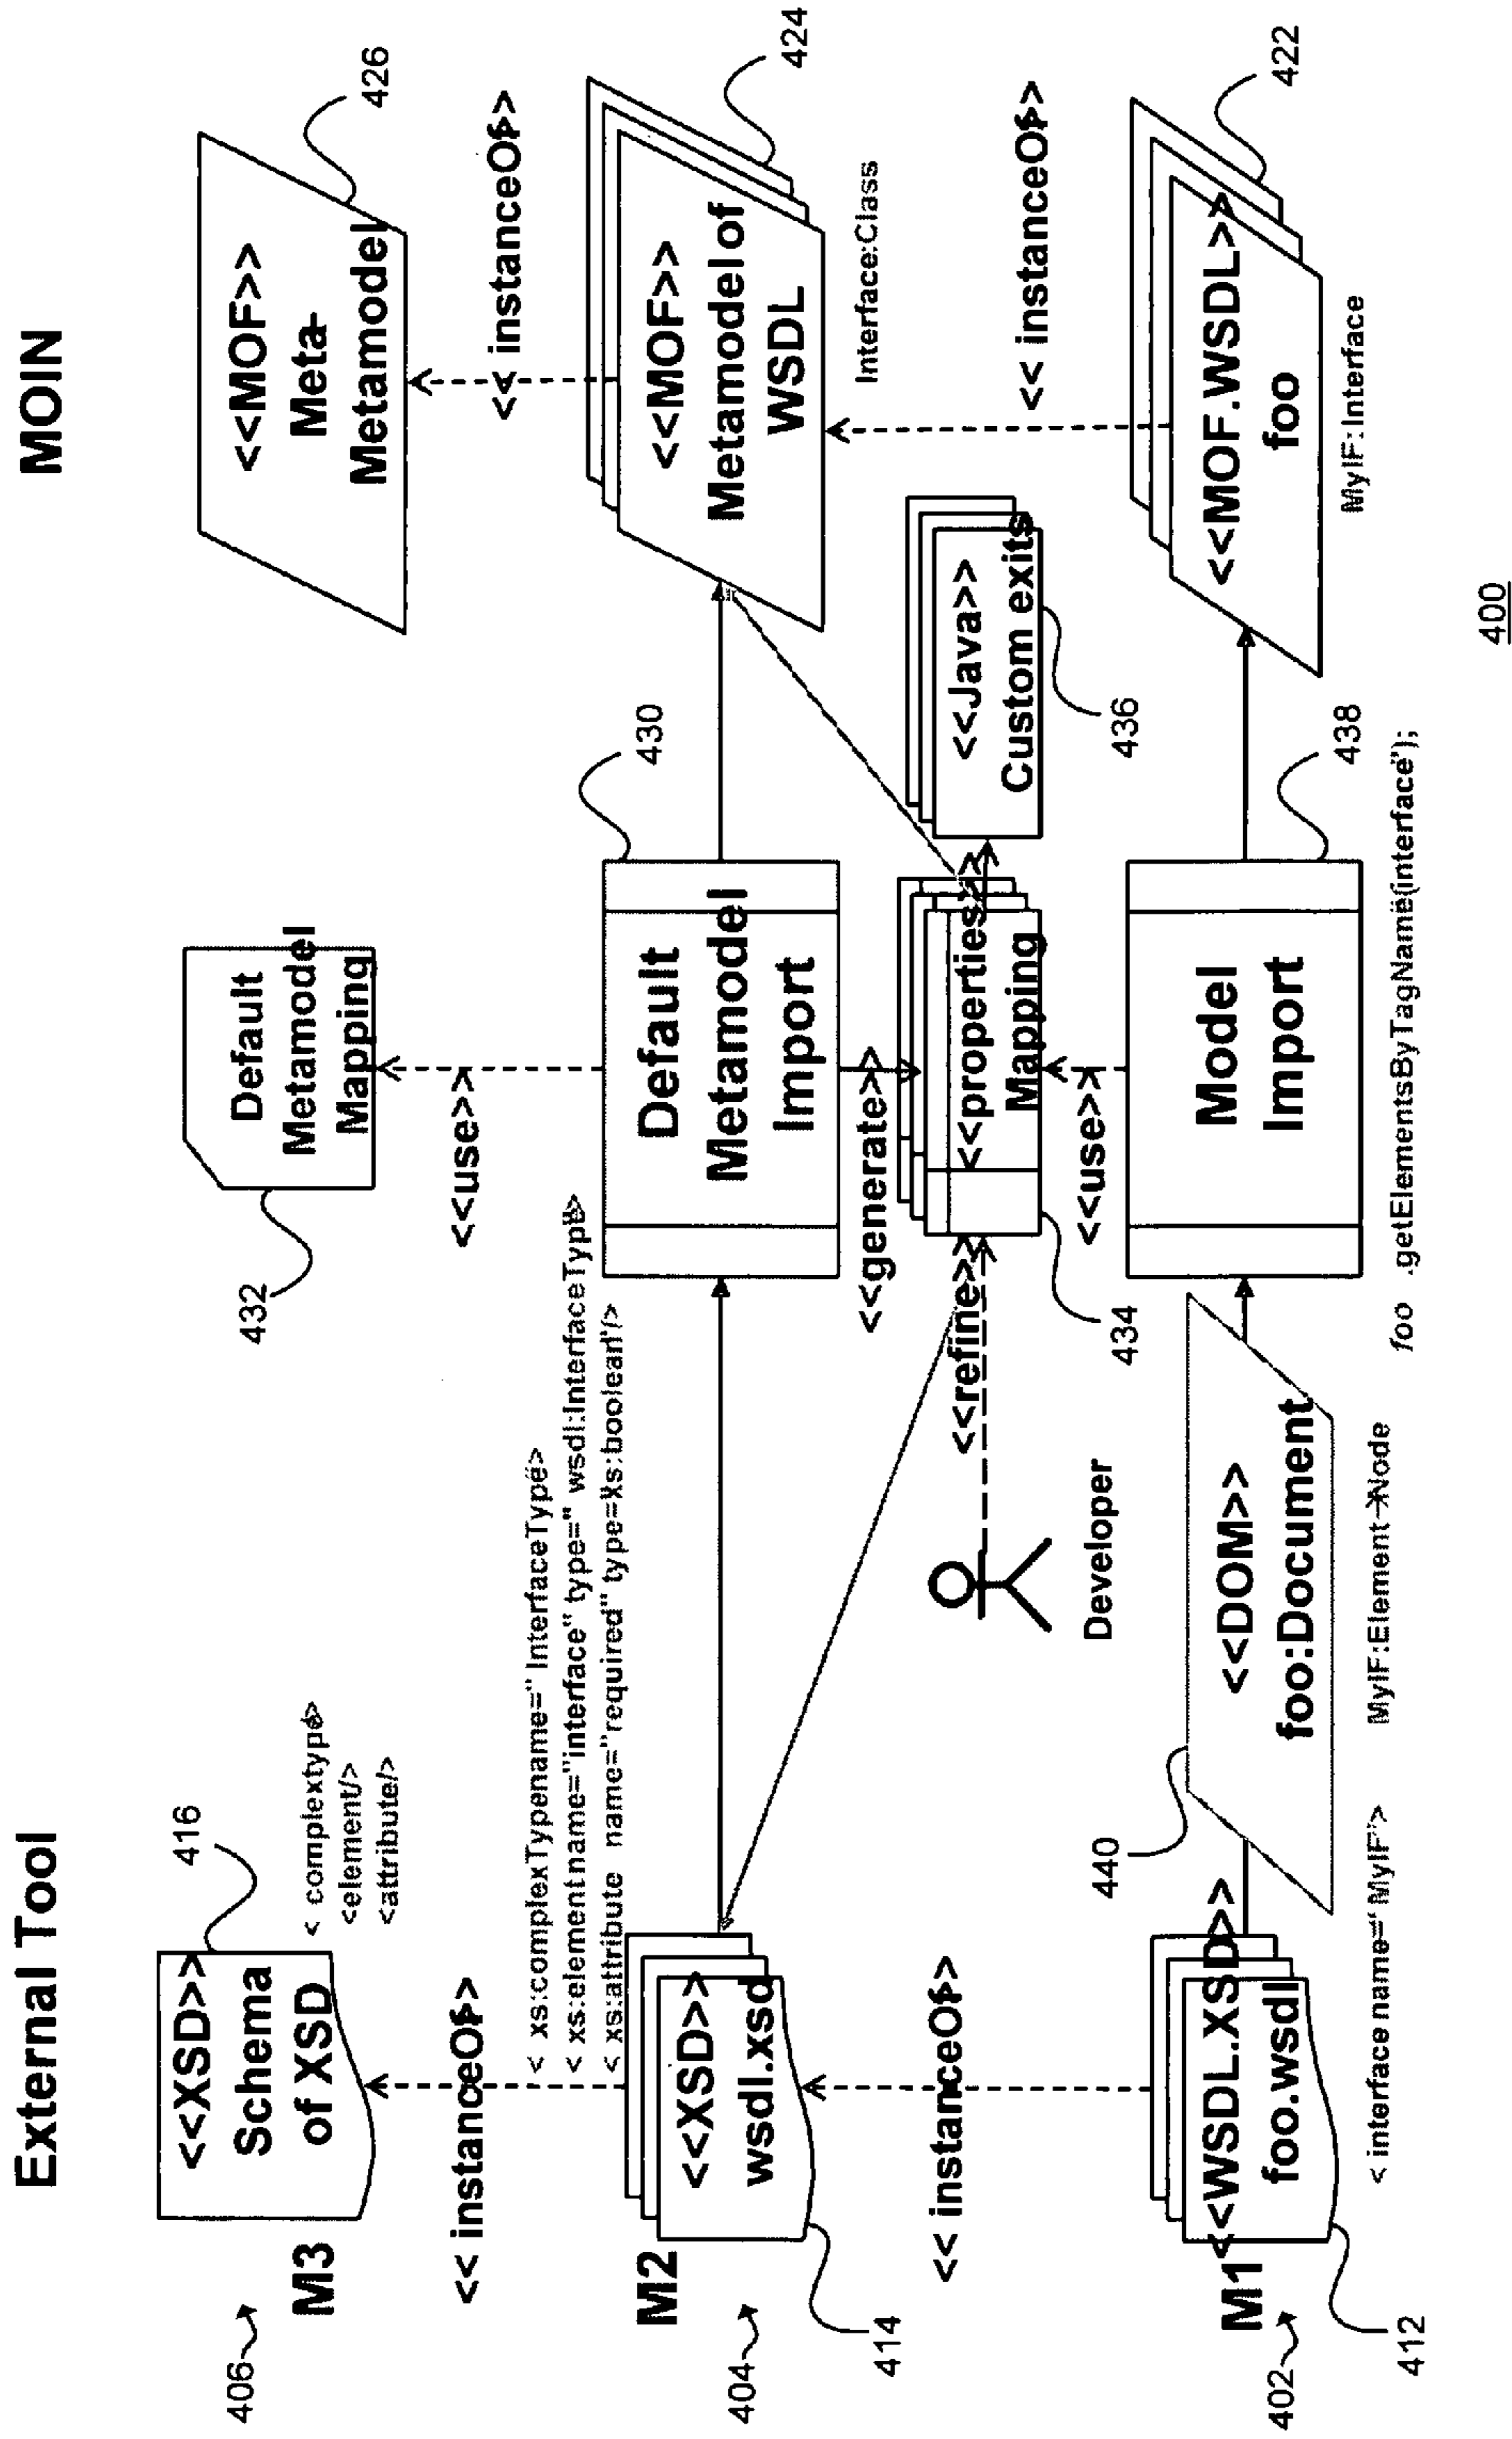 External Tool
MOIN
406
M3
<<XSD>>
Schema
of XSD
416
< complextype>
<element/>
<attribute/>
432
Default
Metamodel
Mapping
<<MOF>>
Meta-
Metamodel
426
<< instanceOf>>
<<use>>
<< instanceOf>>
< xs:complexTypename="InterfaceType">
< xs:elementname="interface" type="wsdl:InterfaceType">
< xs:attribute name="required" type=Xs:boolean"/>
404
M2
414
<<XSD>>
wsdl.xsd
Default
Metamodel
Import
430
<<MOF>>
Metamodel of
WSDL
424
Interface:Class
<<generate>>
<<refine>>
Developer
<<properties>>
Mapping
434
<<Java>>
Custom exits
436
<< instanceOf>>
<<use>>
<< instanceOf>>
402
M1
412
<<WSDL.XSD>>
foo.wsdl
440
<<DOM>>
foo:Document
Model
Import
438
<<MOF.WSDL>>
foo
422
< interface name="MyIF">
MyIF:Element->Node
foo .getElementsByTagName(interface");
MyIF:Interface
400